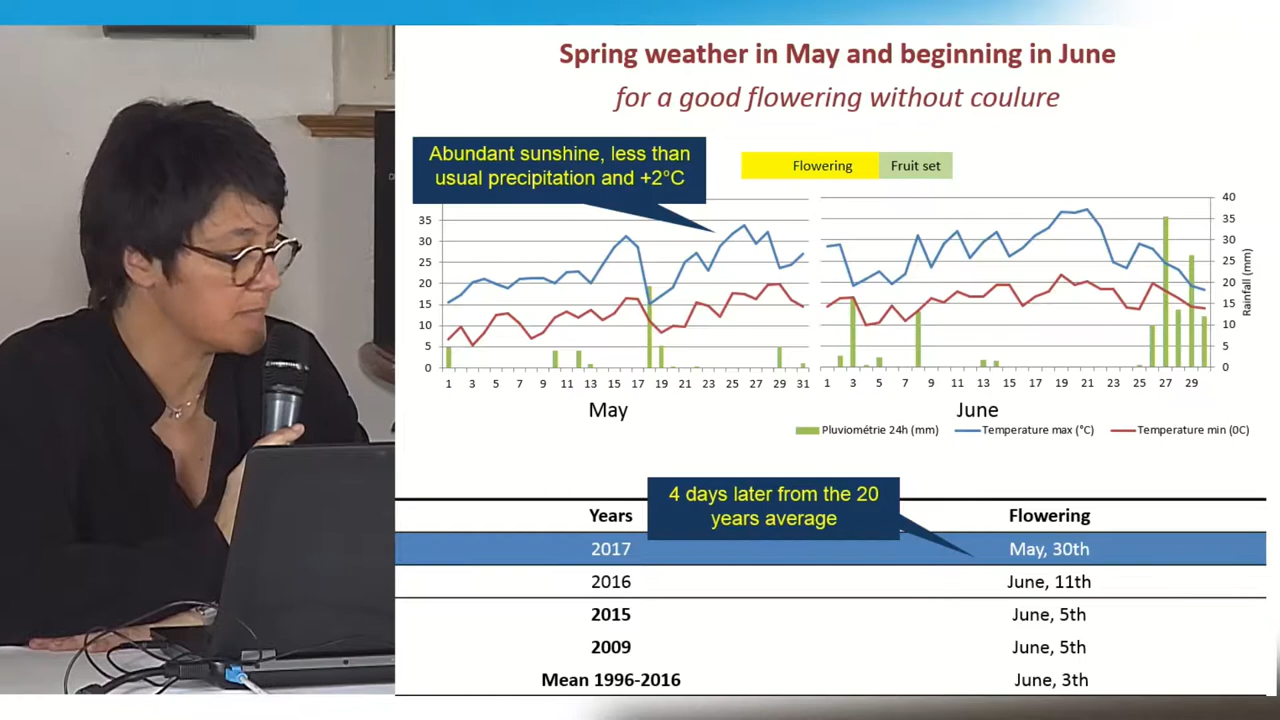 Spring weather in May and beginning in June
for a good flowering without coulure
Abundant sunshine, less than
usual precipitation and +2°C
Flowering Fruit set
35
30
25
20
15
10
5
0
1 3 5 7 9 11 13 15 17 19 21 23 25 27 29 31
May
1 3 5 7 9 11 13 15 17 19 21 23 25 27 29
June
40
35
30
25
20
15
10
5
0
Rainfall (mm)
Pluviométrie 24h (mm) Temperature max (°C) Temperature min (0C)
4 days later from the 20
years average
Years Flowering
2017 May, 30th
2016 June, 11th
2015 June, 5th
2009 June, 5th
Mean 1996-2016 June, 3th